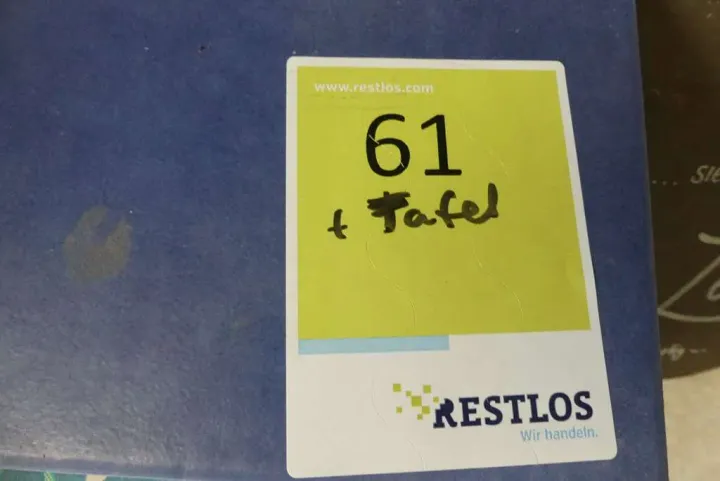 www.restlos.com
61
+ Tafel
RESTLOS
Wir handeln.